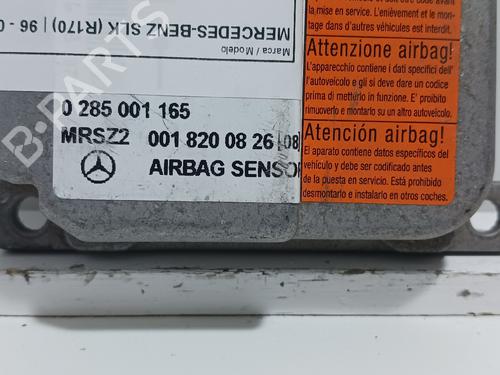 MERCEDES-BENZ SLK (R170) | 96 - 0
Marca / Modelo
0 285 001 165
MRSZ2 001 820 08 26 08
AIRBAG SENSO
la mise en service. L'enlèvement et le mon-
tage dans d'autres véhicules est interdit.
Attenzione airbag!
L'apparecchio contiene i dati specifici dell'
autoveicolo e gli si deve dare un codice
prima di metterlo in funzione. E' proibito
rimuoverlo e montarlo su un altro autoveicolo.
Atención airbag!
El aparato contiene datos específicos del
vehículo y debe ser codificado antes
de la puesta en servicio. Está prohibido
desmontarlo e instalarlo en otros coches.
B-PARTS